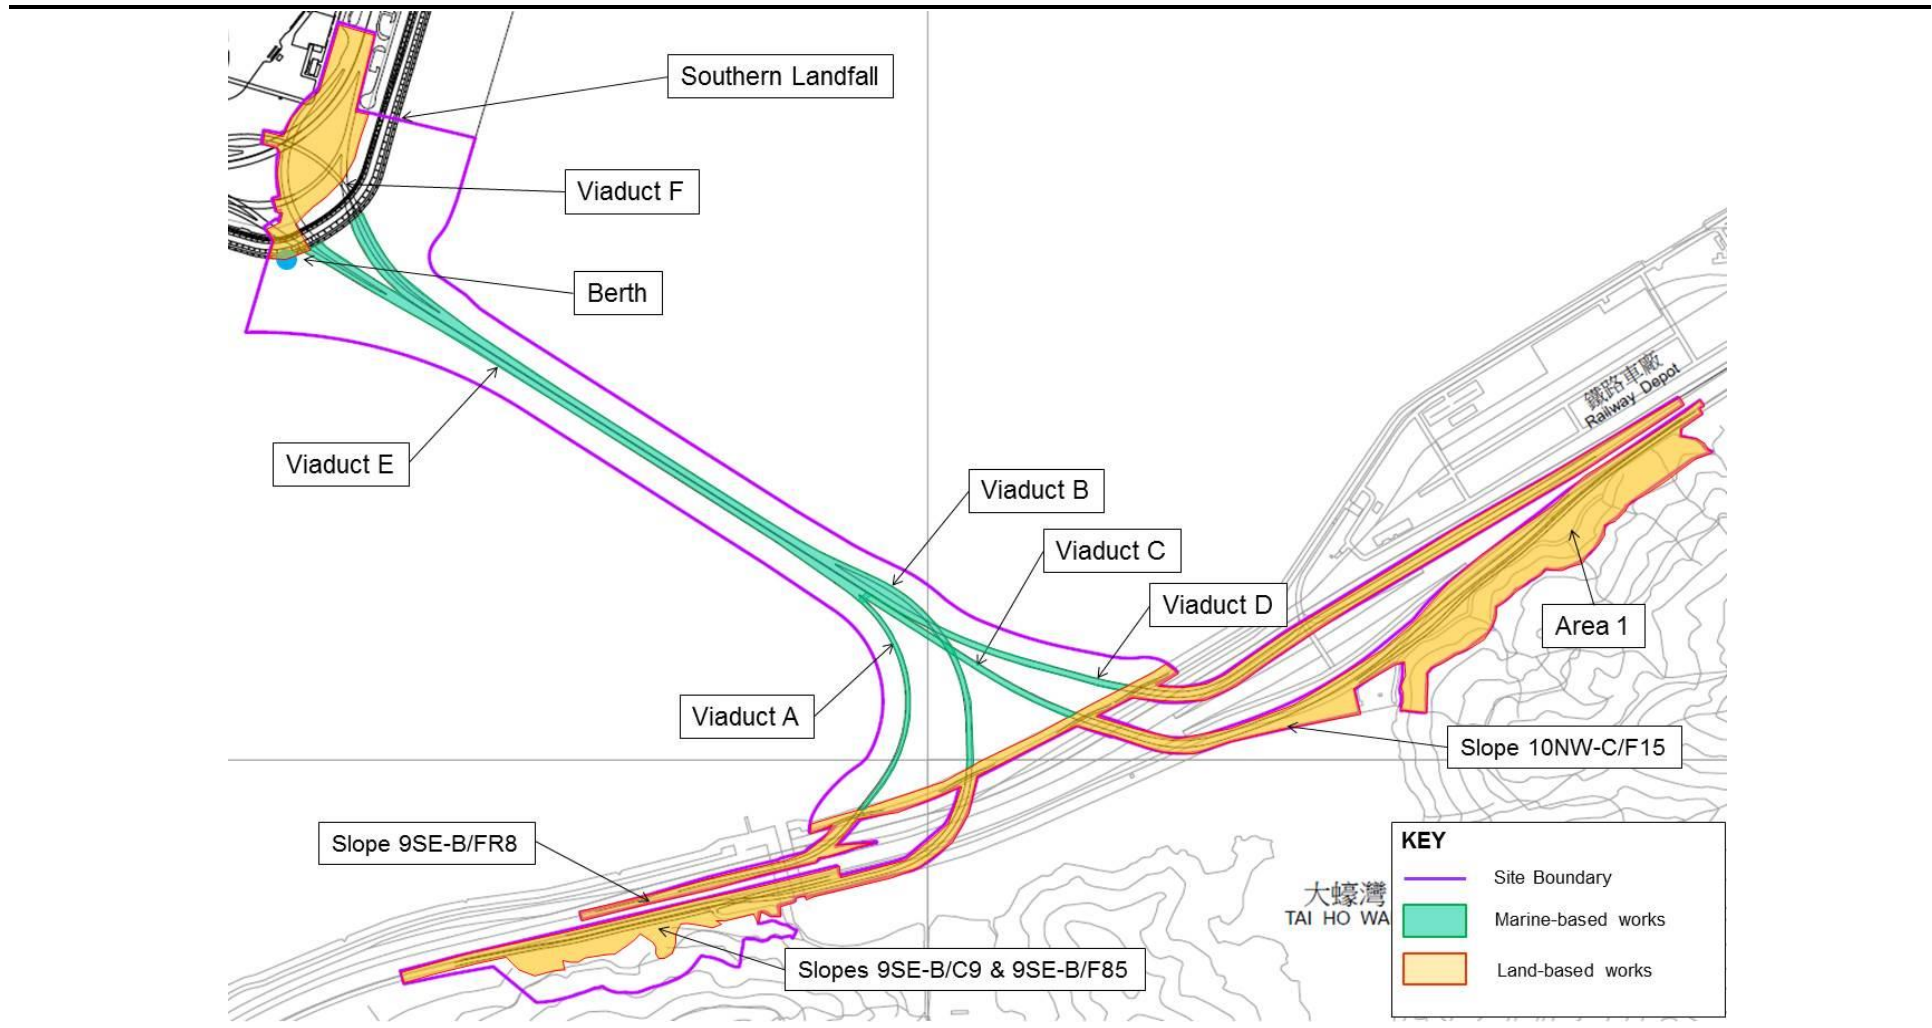 Southern Landfall
Viaduct F
Berth
Viaduct E
Viaduct B
Viaduct C
Viaduct D
鐵路車廠
Railway Depot
Area 1
Viaduct A
Slope 10NW-C/F15
Slope 9SE-B/FR8
大蠔灣
TAI HO WA
Slopes 9SE-B/C9 & 9SE-B/F85
KEY
Site Boundary
Marine-based works
Land-based works